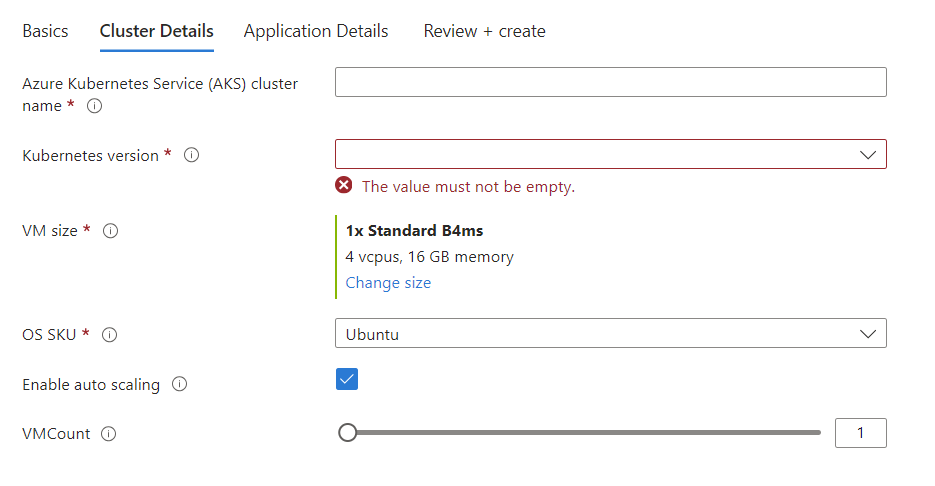 Basics Cluster Details Application Details Review + create
Azure Kubernetes Service (AKS) cluster
name *
Kubernetes version *
The value must not be empty.
VM size *
1x Standard B4ms
4 vcpus, 16 GB memory
Change size
OS SKU *
Ubuntu
Enable auto scaling
VMCount
1